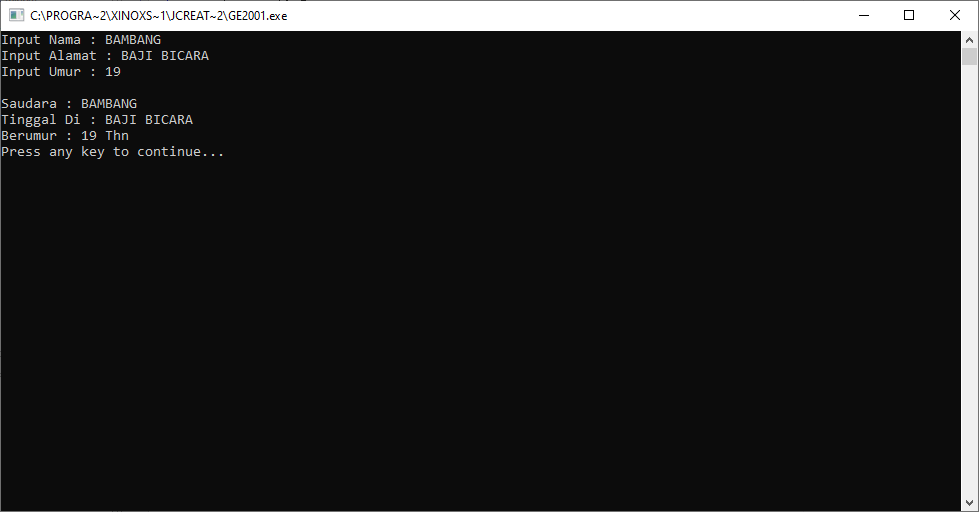 C:\PROGRA~2\XINOXS~1\JCREAT~2\GE2001.exe
Input Nama : BAMBANG
Input Alamat : BAJI BICARA
Input Umur : 19
Saudara : BAMBANG
Tinggal Di : BAJI BICARA
Berumur : 19 Thn
Press any key to continue...